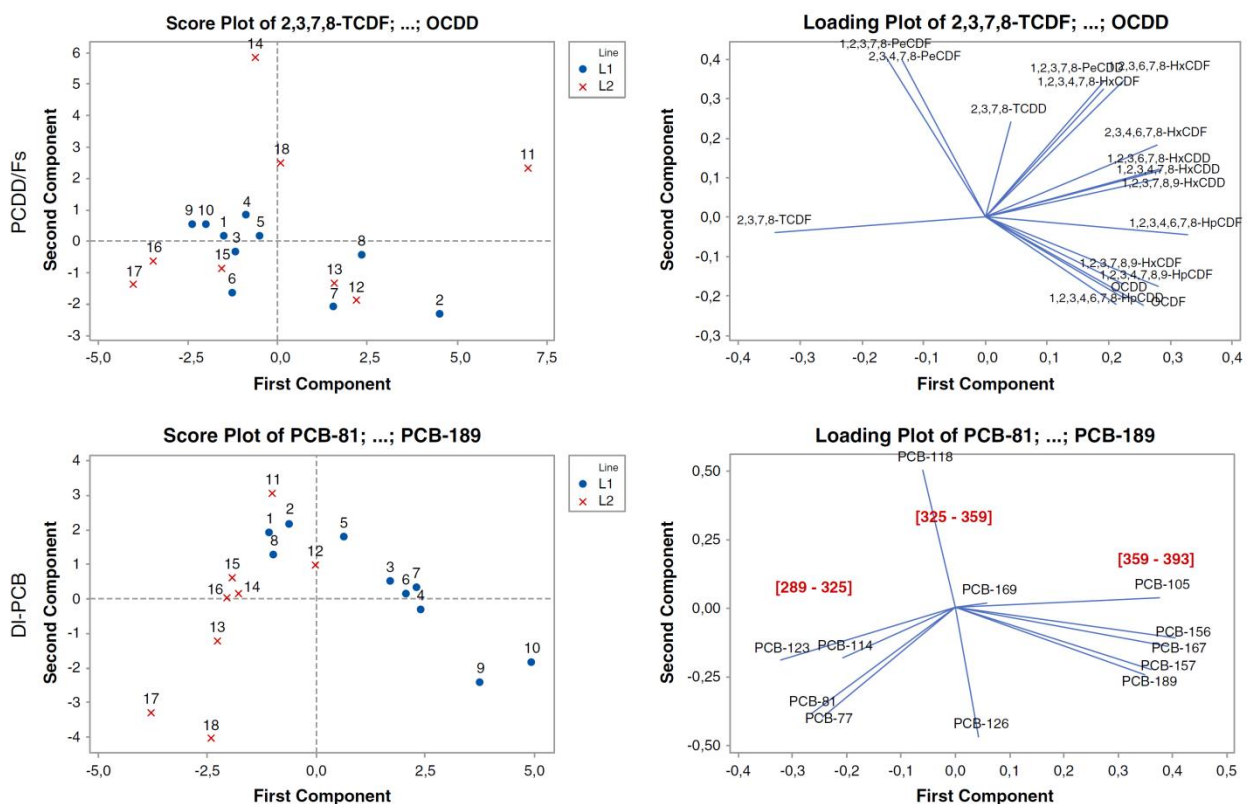 Score Plot of 2,3,7,8-TCDF; ...; OCDD
PCDD/Fs
Second Component
6
5
4
3
2
1
0
-1
-2
-3
-5,0
-2,5
0,0
2,5
5,0
7,5
First Component
14
18
11
9
10
4
1
5
3
16
15
17
6
8
13
12
7
2
Line
L1
L2
Loading Plot of 2,3,7,8-TCDF; ...; OCDD
Second Component
0,4
0,3
0,2
0,1
0,0
-0,1
-0,2
-0,3
-0,4
-0,3
-0,2
-0,1
0,0
0,1
0,2
0,3
0,4
First Component
1,2,3,7,8-PeCDF
2,3,4,7,8-PeCDF
1,2,3,7,8-PeCDD
1,2,3,6,7,8-HxCDF
1,2,3,4,7,8-HxCDF
2,3,7,8-TCDD
2,3,4,6,7,8-HxCDF
1,2,3,6,7,8-HxCDD
1,2,3,4,7,8-HxCDD
1,2,3,7,8,9-HxCDD
2,3,7,8-TCDF
1,2,3,4,6,7,8-HpCDF
1,2,3,7,8,9-HxCDF
1,2,3,4,7,8,9-HpCDF
OCDD
1,2,3,4,6,7,8-HpCDD
OCDF
Score Plot of PCB-81; ...; PCB-189
DI-PCB
Second Component
4
3
2
1
0
-1
-2
-3
-4
-5,0
-2,5
0,0
2,5
5,0
First Component
11
2
1
5
8
12
15
16
14
3
6
7
4
13
10
9
17
18
Line
L1
L2
Loading Plot of PCB-81; ...; PCB-189
Second Component
0,50
0,25
0,00
-0,25
-0,50
-0,4
-0,3
-0,2
-0,1
0,0
0,1
0,2
0,3
0,4
0,5
First Component
PCB-118
[325 - 359]
[359 - 393]
[289 - 325]
PCB-169
PCB-105
PCB-156
PCB-123
PCB-114
PCB-167
PCB-157
PCB-189
PCB-81
PCB-77
PCB-126